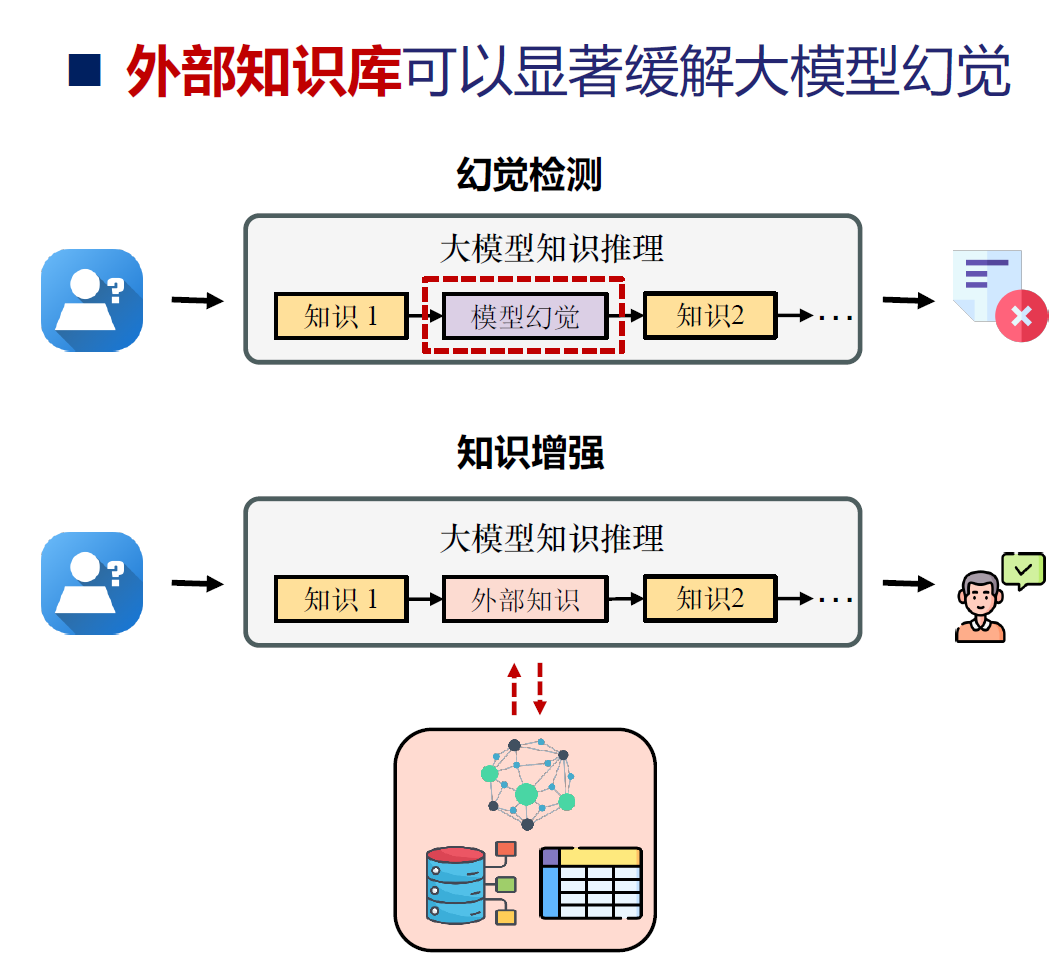 外部知识库可以显著缓解大模型幻觉
幻觉检测
大模型知识推理
知识 1
模型幻觉
知识2
···
知识增强
大模型知识推理
知识 1
外部知识
知识2
···